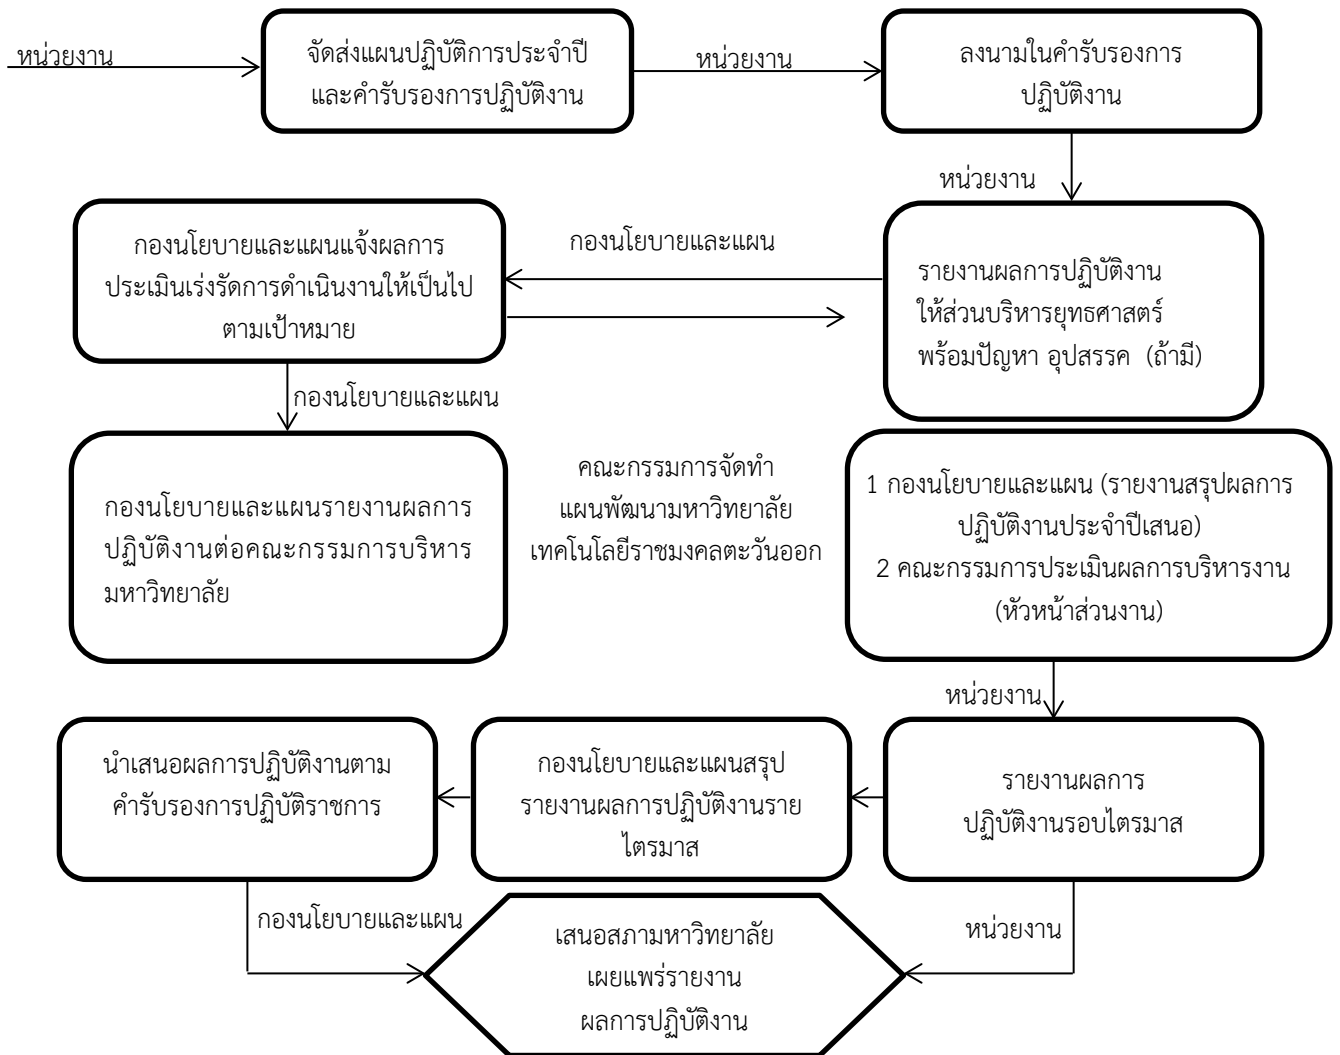 หน่วยงาน
จัดส่งแผนปฏิบัติการประจำปี
และคำรับรองการปฏิบัติงาน
หน่วยงาน
ลงนามในคำรับรองการ
ปฏิบัติงาน
หน่วยงาน
กองนโยบายและแผนแจ้งผลการ
ประเมินเร่งรัดการดำเนินงานให้เป็นไป
ตามเป้าหมาย
กองนโยบายและแผน
รายงานผลการปฏิบัติงาน
ให้ส่วนบริหารยุทธศาสตร์
พร้อมปัญหา อุปสรรค (ถ้ามี)
กองนโยบายและแผน
กองนโยบายและแผนรายงานผลการ
ปฏิบัติงานต่อคณะกรรมการบริหาร
มหาวิทยาลัย
คณะกรรมการจัดทำ
แผนพัฒนามหาวิทยาลัย
เทคโนโลยีราชมงคลตะวันออก
1 กองนโยบายและแผน (รายงานสรุปผลการ
ปฏิบัติงานประจำปีเสนอ)
2 คณะกรรมการประเมินผลการบริหารงาน
(หัวหน้าส่วนงาน)
หน่วยงาน
นำเสนอผลการปฏิบัติงานตาม
คำรับรองการปฏิบัติราชการ
กองนโยบายและแผนสรุป
รายงานผลการปฏิบัติงานราย
ไตรมาส
รายงานผลการ
ปฏิบัติงานรอบไตรมาส
กองนโยบายและแผน
หน่วยงาน
เสนอสภามหาวิทยาลัย
เผยแพร่รายงาน
ผลการปฏิบัติงาน